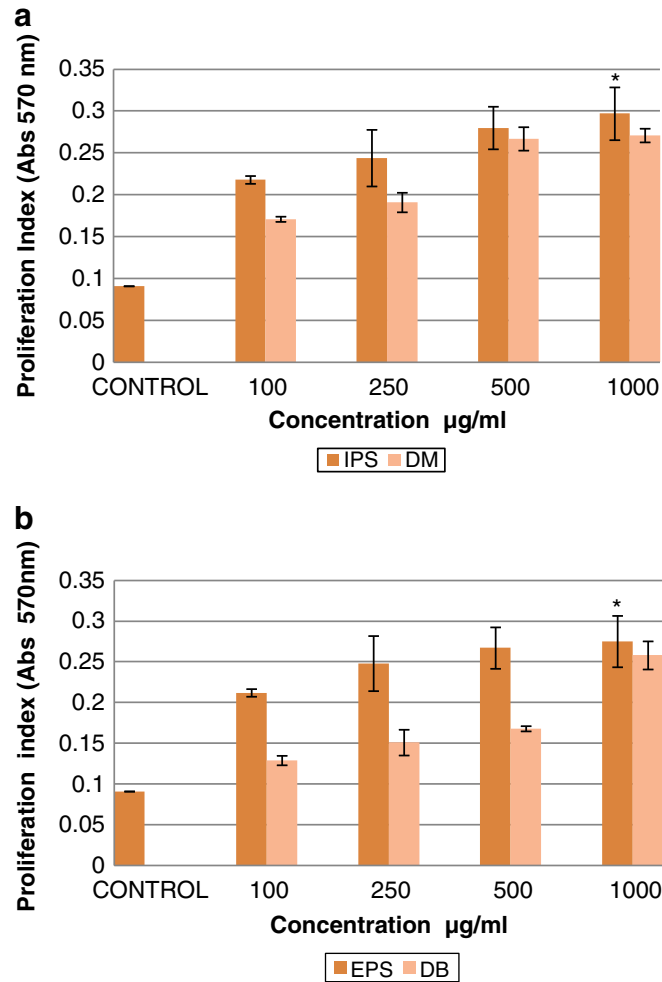 a
Proliferation Index (Abs 570 nm)
0.35
0.3
0.25
0.2
0.15
0.1
0.05
0
*
CONTROL 100 250 500 1000
Concentration µg/ml
IPS DM
b
Proliferation index (Abs 570nm)
0.35
0.3
0.25
0.2
0.15
0.1
0.05
0
*
CONTROL 100 250 500 1000
Concentration µg/ml
EPS DB